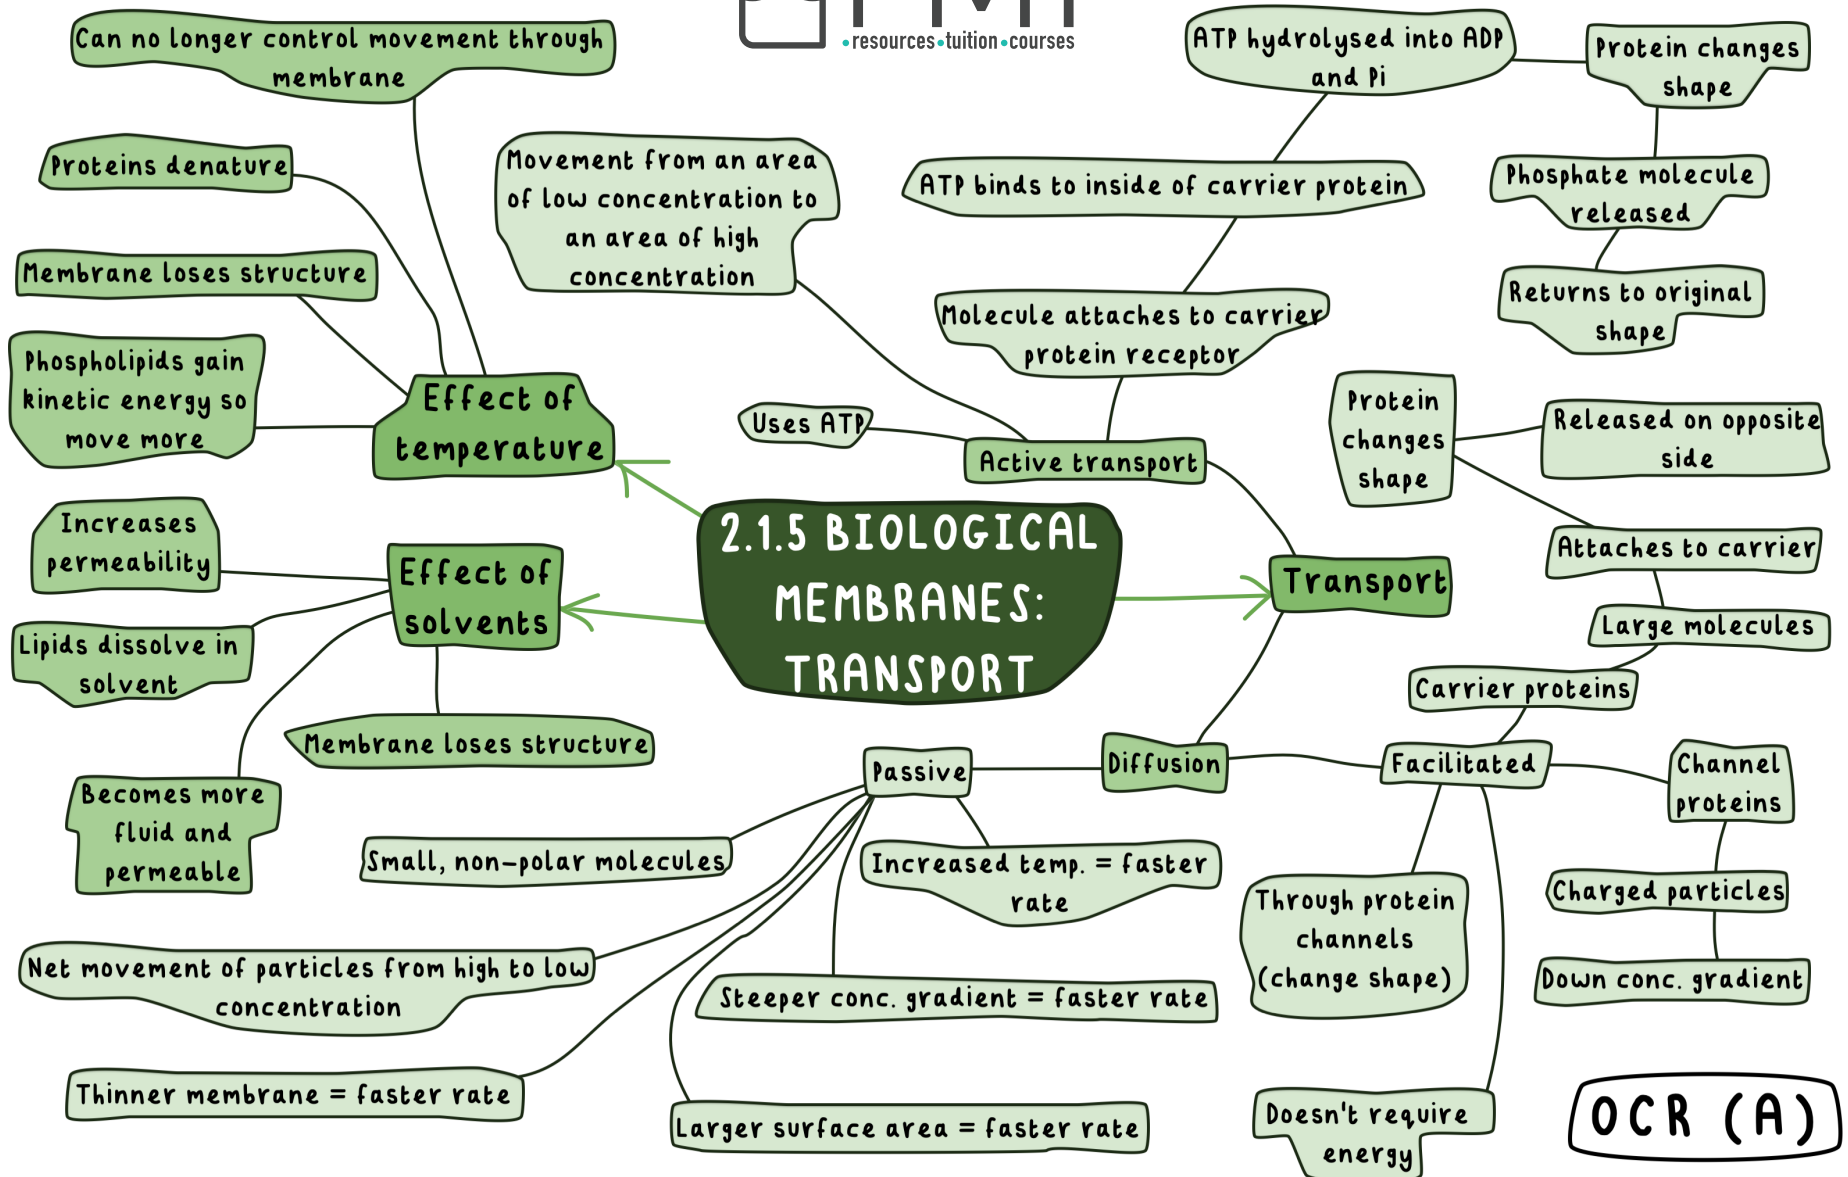 •resources•tuition•courses
Can no longer control movement through
membrane
Proteins denature
Membrane loses structure
Phospholipids gain
kinetic energy so
move more
Effect of
temperature
Increases
permeability
Lipids dissolve in
solvent
Becomes more
fluid and
permeable
Effect of
solvents
Membrane loses structure
2.1.5 BIOLOGICAL
MEMBRANES:
TRANSPORT
Movement from an area
of low concentration to
an area of high
concentration
Uses ATP
Active transport
Molecule attaches to carrier
protein receptor
ATP binds to inside of carrier protein
ATP hydrolysed into ADP
and Pi
Protein changes
shape
Phosphate molecule
released
Returns to original
shape
Transport
Protein
changes
shape
Released on opposite
side
Attaches to carrier
Large molecules
Carrier proteins
Facilitated
Channel
proteins
Charged particles
Down conc. gradient
Through protein
channels
(change shape)
Doesn't require
energy
Diffusion
Passive
Small, non-polar molecules
Increased temp. = faster
rate
Net movement of particles from high to low
concentration
Steeper conc. gradient = faster rate
Thinner membrane = faster rate
Larger surface area = faster rate
OCR (A)